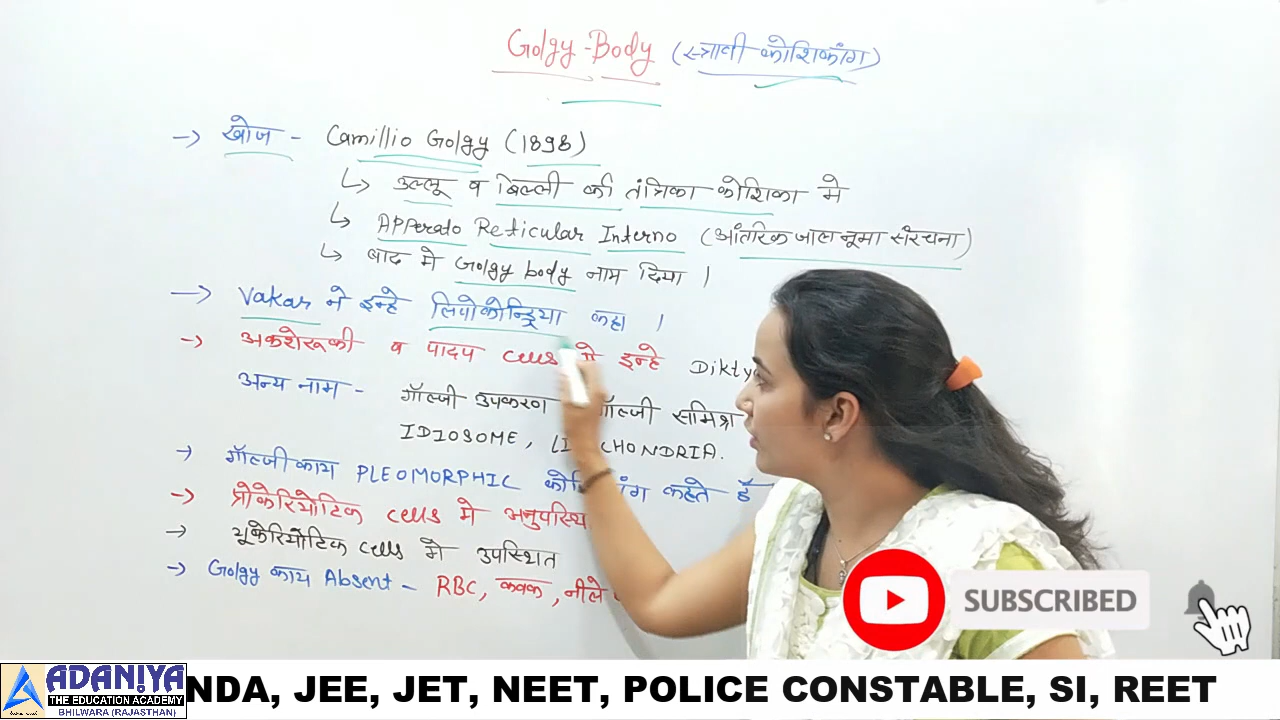 Golgy-Body (स्त्रावी कोशिकांग)
→ खोज - Camillio Golgy (1898)
↳ उल्लू व बिल्ली की तंत्रिका कोशिका मे
↳ Apperato Reticular Interno (आंतरिक जाल नूमा संरचना)
↳ बाद मे Golgy body नाम दिया ।
→ Vakar ने इन्हे लिपोकोन्ड्रिया कहा ।
→ अकशेरूकी व पादप cells मे इन्हे Dikty
अन्य नाम - गॉल्जी उपकरण गॉल्जी समिश्र
IDIOSOME, LI CHONDRIA.
→ गॉल्जीकाय PLEOMORPHIC कहते हैं
→ प्रोकेरियोटिक cells मे अनुपस्थि
→ यूकेरियोटिक cells मे उपस्थित
→ Golgy काय Absent - RBC, कवक, नीले
SUBSCRIBED
ADANIYA
THE EDUCATION ACADEMY
BHILWARA (RAJASTHAN)
NDA, JEE, JET, NEET, POLICE CONSTABLE, SI, REET